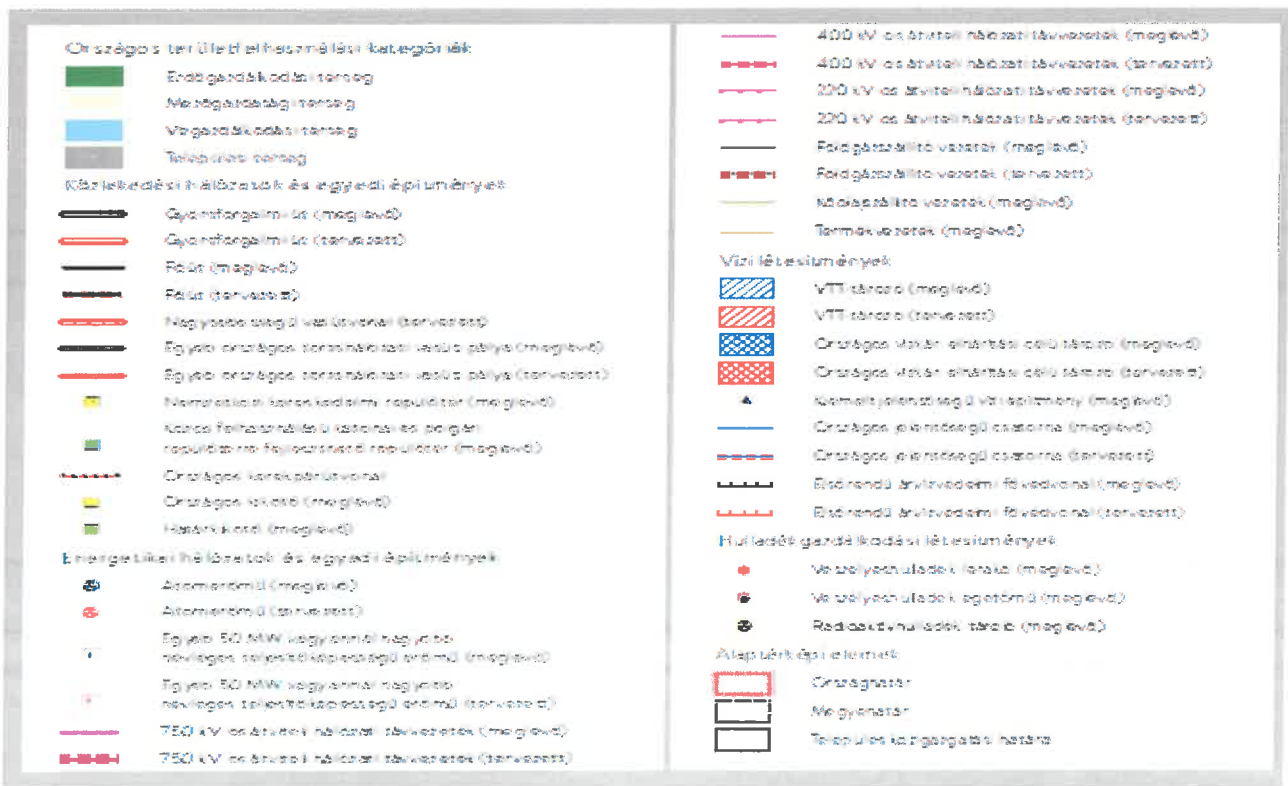 Országos területfelhasználási kategóriák
Erdőgazdálkodási térség
Mezőgazdasági térség
Vízgazdálkodási térség
Települési térség
Közlekedési hálózatok és egyedi építmények
Gyorsforgalmi út (meglévő)
Gyorsforgalmi út (tervezett)
Főút (meglévő)
Főút (tervezett)
Nagysebességű vasútvonal (tervezett)
Egyéb országos törzshálózati vasúti pálya (meglévő)
Egyéb országos törzshálózati vasúti pálya (tervezett)
Nemzetközi kereskedelmi repülőtér (meglévő)
Közös felhasználású katonai és polgári
repülőtérré fejleszthető repülőtér (meglévő)
Országos kerékpárútvonal
Országos kikötő (meglévő)
Határkikötő (meglévő)
Energetikai hálózatok és egyedi építmények
Atomerőmű (meglévő)
Atomerőmű (tervezett)
Egyéb 50 MW vagy annál nagyobb
névleges teljesítőképességű erőmű (meglévő)
Egyéb 50 MW vagy annál nagyobb
névleges teljesítőképességű erőmű (tervezett)
750 kV-os átviteli hálózati távvezeték (meglévő)
750 kV-os átviteli hálózati távvezeték (tervezett)
400 kV-os átviteli hálózati távvezeték (meglévő)
400 kV-os átviteli hálózati távvezeték (tervezett)
220 kV-os átviteli hálózati távvezeték (meglévő)
220 kV-os átviteli hálózati távvezeték (tervezett)
Földgázszállító vezeték (meglévő)
Földgázszállító vezeték (tervezett)
Kőolajszállító vezeték (meglévő)
Termékvezeték (meglévő)
Vízi létesítmények
VTT-tározó (meglévő)
VTT-tározó (tervezett)
Országos vízkár-elhárítási célú tározó (meglévő)
Országos vízkár-elhárítási célú tározó (tervezett)
Kiemelt jelentőségű vízi építmény (meglévő)
Országos jelentőségű csatorna (meglévő)
Országos jelentőségű csatorna (tervezett)
Elsőrendű árvízvédelmi fővédvonal (meglévő)
Elsőrendű árvízvédelmi fővédvonal (tervezett)
Hulladékgazdálkodási létesítmények
Veszélyeshulladék-lerakó (meglévő)
Veszélyeshulladék-égetőmű (meglévő)
Radioaktívhulladék-tároló (meglévő)
Alaptérképi elemek
Országhatár
Megyehatár
Település közigazgatási határa